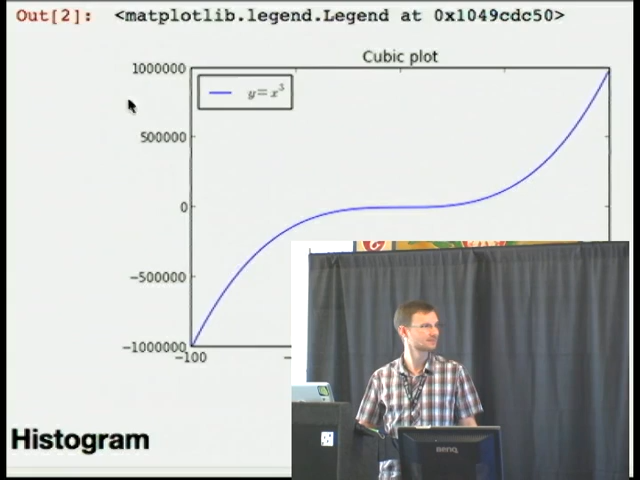 Out[2]: <matplotlib.legend.Legend at 0x1049cdc50>
Cubic plot
1000000
y=x³
500000
0
−500000
−1000000
−100
Histogram
BENQ